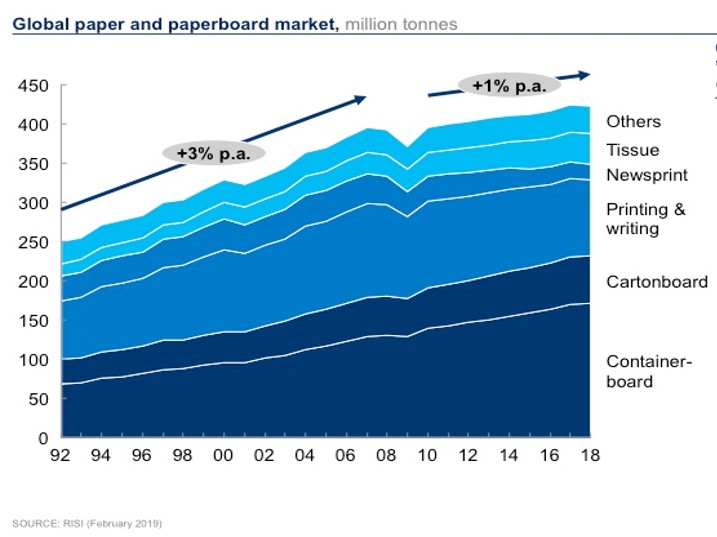 Global paper and paperboard market, million tonnes
450
400
350
300
250
200
150
100
50
0
+3% p.a.
+1% p.a.
Others
Tissue
Newsprint
Printing &
writing
Cartonboard
Container-
board
92 94 96 98 00 02 04 06 08 10 12 14 16 18
SOURCE: RISI (February 2019)